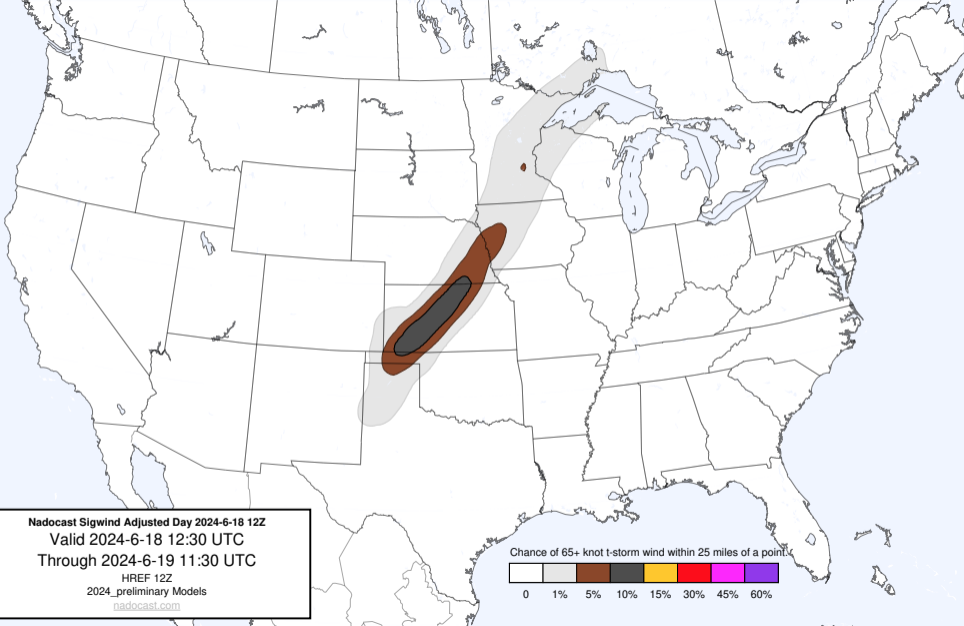 Nadocast Sigwind Adjusted Day 2024-6-18 12Z
Valid 2024-6-18 12:30 UTC
Through 2024-6-19 11:30 UTC
HREF 12Z
2024_preliminary Models
nadocast.com
Chance of 65+ knot t-storm wind within 25 miles of a point.
0 1% 5% 10% 15% 30% 45% 60%